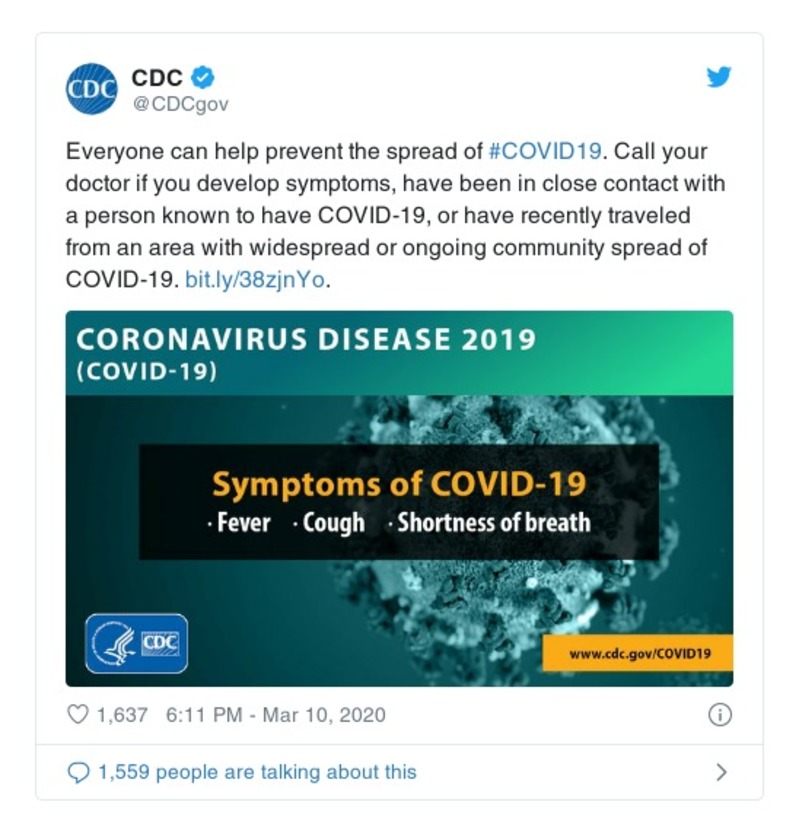 CDC
CDC
@CDCgov
Everyone can help prevent the spread of #COVID19. Call your
doctor if you develop symptoms, have been in close contact with
a person known to have COVID-19, or have recently traveled
from an area with widespread or ongoing community spread of
COVID-19. bit.ly/38zjnYo.
CORONAVIRUS DISEASE 2019
(COVID-19)
Symptoms of COVID-19
· Fever · Cough · Shortness of breath
CDC
www.cdc.gov/COVID19
1,637 6:11 PM - Mar 10, 2020
1,559 people are talking about this